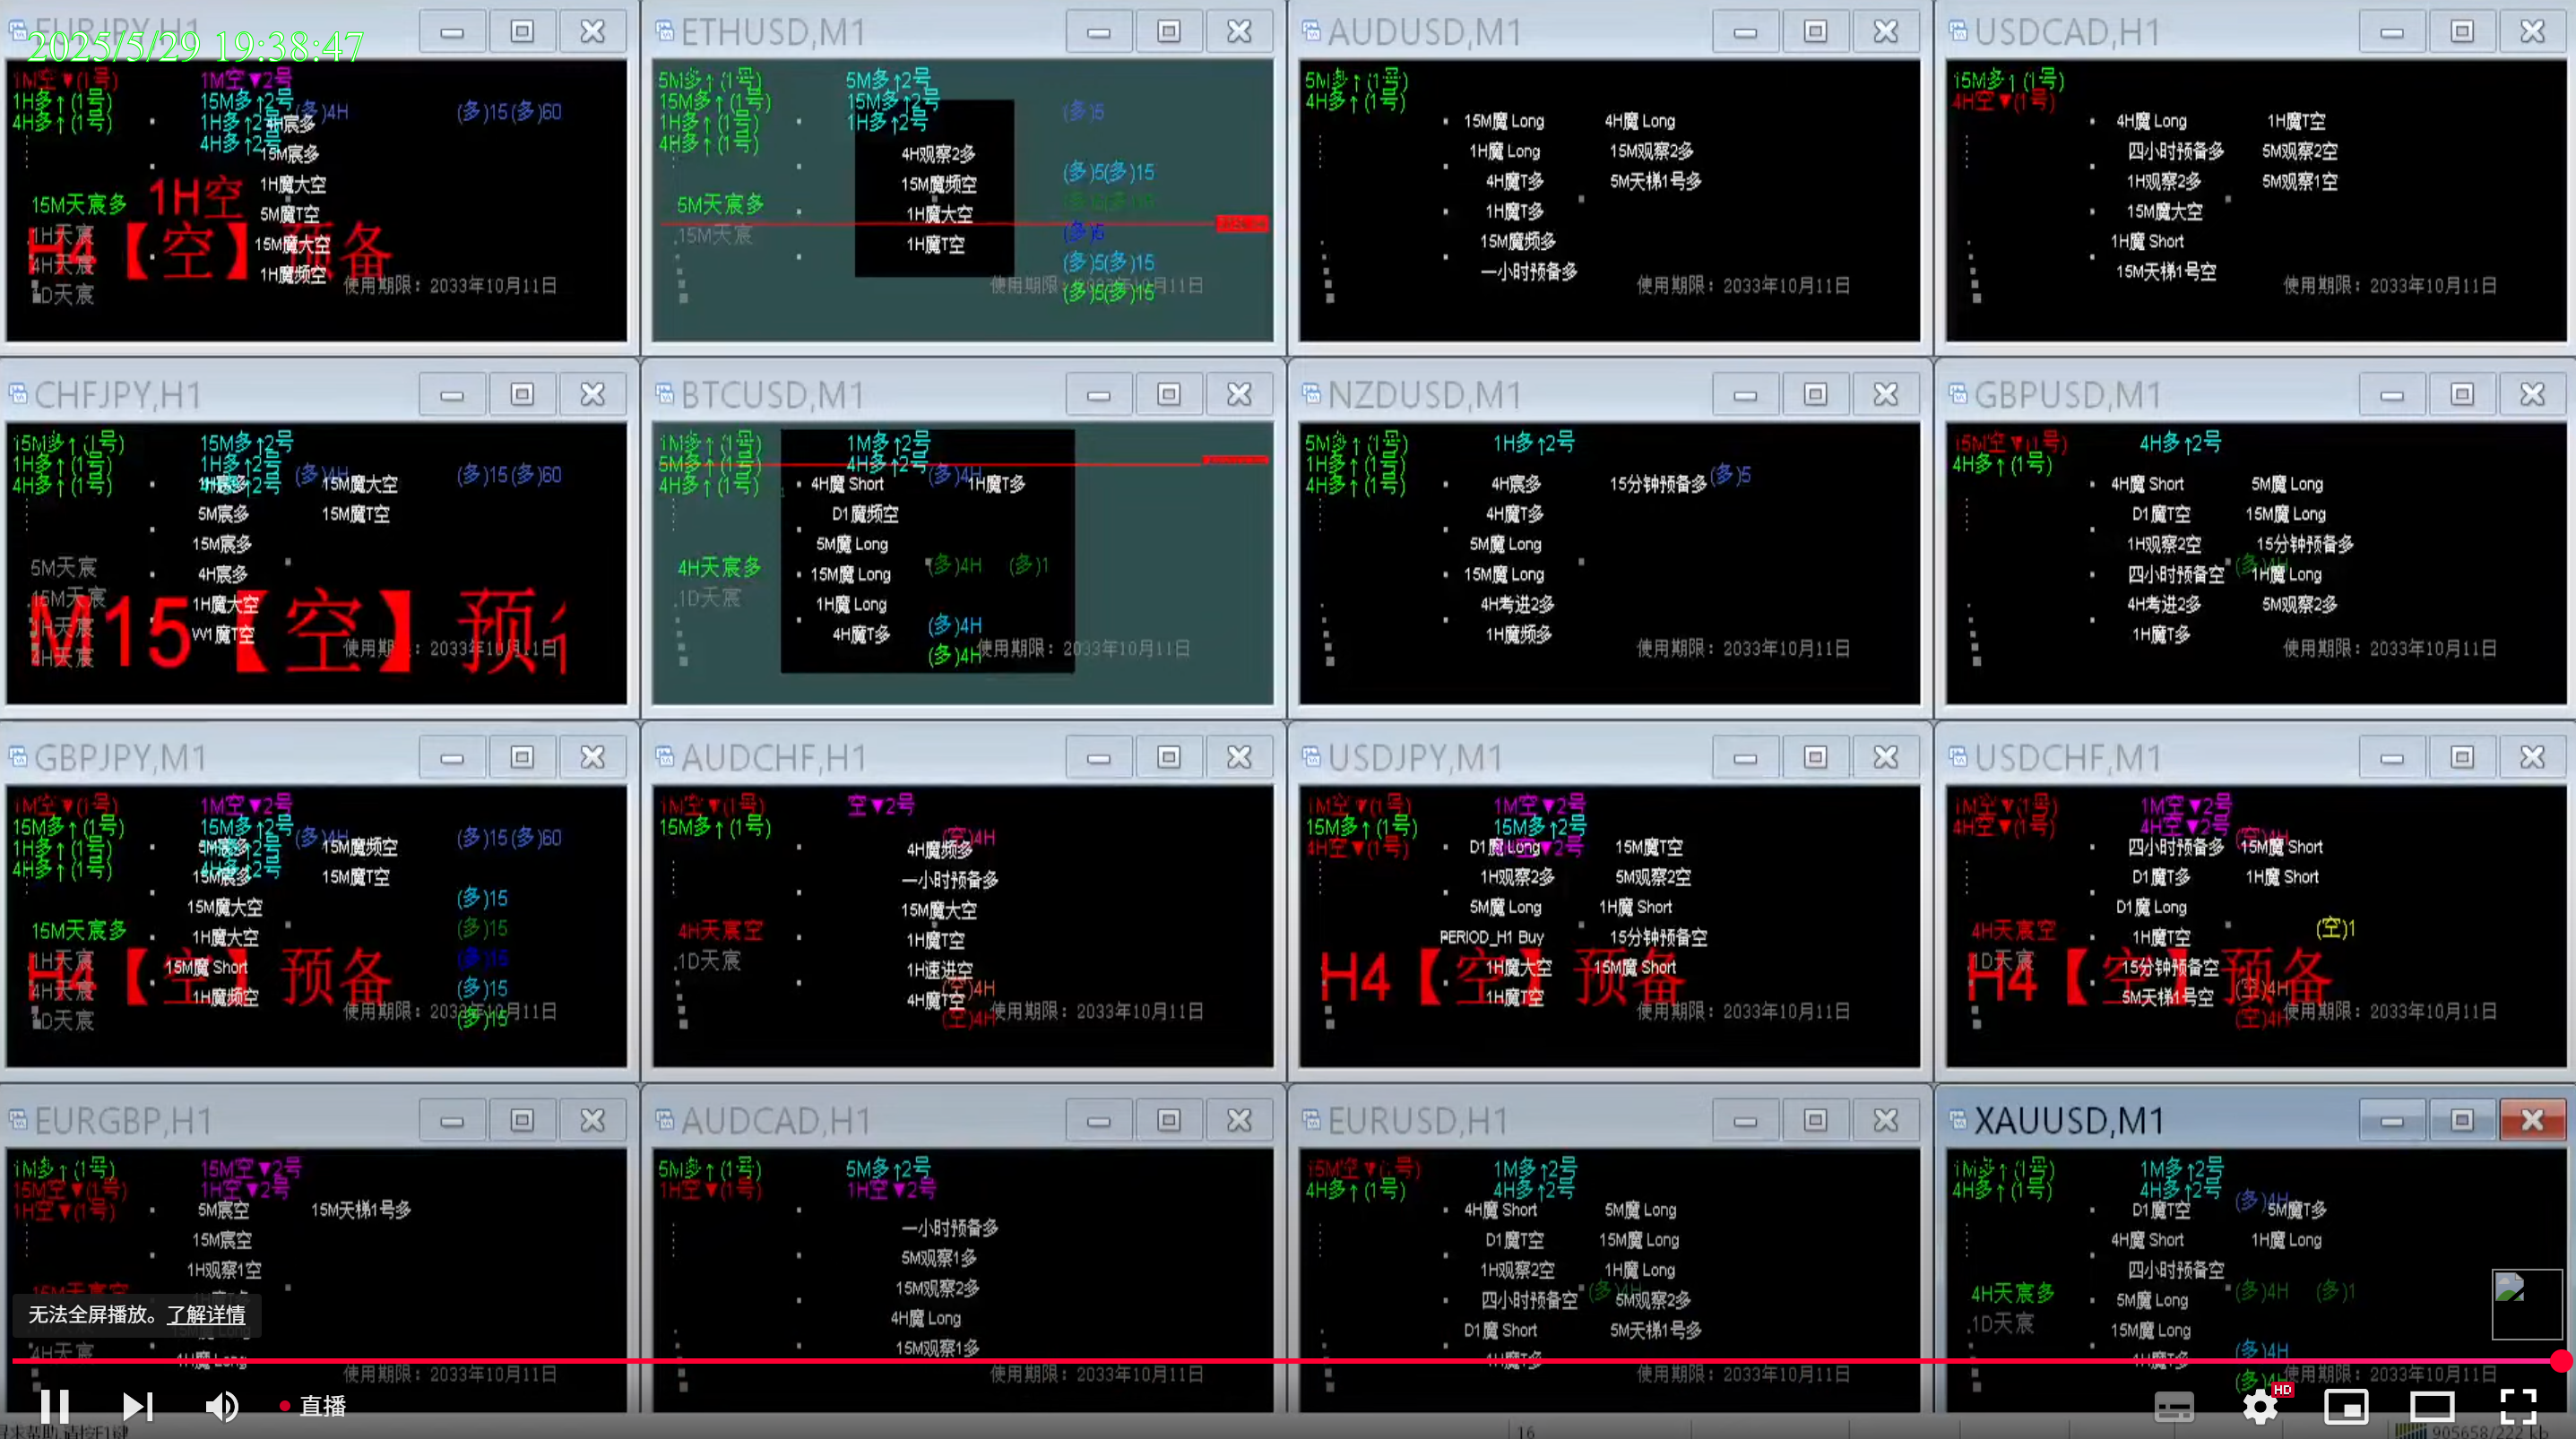 EURJPY,H1
2025/5/29 19:38:47
1M空▼(1号) 1M空▼2号
1H多↑(1号) 15M多↑2号 (多)4H (多)15(多)60
4H多↑(1号) 1H多↑2号
4H多↑2号
15M宸多
15M天宸多 1H空 1H魔大空
5M魔T空
1H天宸 15M魔大空
H4【空】预备
4H天宸 1H魔频空
1D天宸 使用期限：2033年10月11日
ETHUSD,M1
5M多↑(1号) 5M多↑2号
15M多↑(1号) 15M多↑2号 (多)5
1H多↑(1号) 1H多↑2号
4H多↑(1号) 4H观察2多
15M魔频空 (多)5(多)15
5M天宸多 1H魔大空
15M天宸 1H魔T空 (多)5
(多)5(多)15
使用期限：2033年10月11日
(多)5(多)15
AUDUSD,M1
5M多↑(1号)
4H多↑(1号)
15M魔 Long 4H魔 Long
1H魔 Long 15M观察2多
4H魔T多 5M天梯1号多
1H魔T多
15M魔频多
一小时预备多
使用期限：2033年10月11日
USDCAD,H1
15M多↑(1号)
4H空▼(1号)
4H魔 Long 1H魔T空
四小时预备多 5M观察2空
1H观察2多 5M观察1空
15M魔大空
1H魔 Short
15M天梯1号空
使用期限：2033年10月11日
CHFJPY,H1
15M多↑(1号) 15M多↑2号
1H多↑(1号) 1H多↑2号 (多)4H (多)15(多)60
4H多↑(1号) 15M魔大空
5M宸多 15M魔T空
15M宸多
5M天宸 4H宸多
15M天宸 1H魔大空
M15【空】预
1H天宸 W1魔T空
4H天宸 使用期限：2033年10月11日
BTCUSD,M1
1M多↑(1号) 1M多↑2号
5M多↑(1号) 4H多↑2号 (多)4H
4H多↑(1号) 4H魔 Short 1H魔T多
D1魔频空
5M魔 Long
4H天宸多 15M魔 Long (多)4H (多)1
1D天宸 1H魔 Long
4H魔T多 (多)4H
(多)4H 使用期限：2033年10月11日
NZDUSD,M1
5M多↑(1号) 1H多↑2号
1H多↑(1号)
4H多↑(1号) 4H宸多 15分钟预备多 (多)5
4H魔T多
5M魔 Long
15M魔 Long
4H考进2多
1H魔频多
使用期限：2033年10月11日
GBPUSD,M1
15M空▼(1号) 4H多↑2号
4H多↑(1号)
4H魔 Short 5M魔 Long
D1魔T空 15M魔 Long
1H观察2空 15分钟预备多
四小时预备空 (多)4H 1H魔 Long
4H考进2多 5M观察2多
1H魔T多
使用期限：2033年10月11日
GBPJPY,M1
1M空▼(1号) 1M空▼2号
15M多↑(1号) 15M多↑2号 (多)4H (多)15(多)60
1H多↑(1号) 5M宸多 15M魔频空
4H多↑(1号) 4H多↑2号
15M宸多 15M魔T空
15M魔大空 (多)15
15M天宸多 1H魔大空 (多)15
1H天宸 15M魔 Short (多)15
H4【空】预备
4H天宸 1H魔频空 (多)15
1D天宸 使用期限：2033年10月11日
(多)15
AUDCHF,H1
1M空▼(1号) 空▼2号
15M多↑(1号) (空)4H
4H魔频多
一小时预备多
15M魔大空
4H天宸空 1H魔T空
1D天宸 1H速进空
(空)4H
4H魔T空 使用期限：2033年10月11日
(空)4H
USDJPY,M1
1M空▼(1号) 1M空▼2号
15M多↑(1号) 15M多↑2号
4H空▼(1号) D1魔 Long 15M魔T空
1H观察2多 5M观察2空
5M魔 Long 1H魔 Short
PERIOD_H1 Buy 15分钟预备空
1H魔大空 15M魔 Short
H4【空】预备
1H魔T空
使用期限：2033年10月11日
USDCHF,M1
1M空▼(1号) 1M空▼2号
4H空▼(1号) 4H空▼2号 (空)4H
四小时预备多 15M魔 Short
D1魔T多 1H魔 Short
D1魔 Long
4H天宸空 1H魔T空 (空)1
1D天宸 15分钟预备空
H4【空】预备
5M天梯1号空 (空)4H
(空)4H 使用期限：2033年10月11日
EURGBP,H1
1M多↑(1号) 15M空▼2号
15M空▼(1号) 1H空▼2号
1H空▼(1号) 5M宸空 15M天梯1号多
15M宸空
1H观察1空
15M天宸空
无法全屏播放。了解详情
4H天宸 4H魔 Long
使用期限：2033年10月11日
AUDCAD,H1
5M多↑(1号) 5M多↑2号
1H空▼(1号) 1H空▼2号
一小时预备多
5M观察1多
15M观察2多
4H魔 Long
15M观察1多
使用期限：2033年10月11日
EURUSD,H1
15M空▼(1号) 1M多↑2号
4H多↑(1号) 4H多↑2号
4H魔 Short 5M魔 Long
D1魔T空 15M魔 Long
1H观察2空 1H魔 Long
四小时预备空 (多)4H 5M观察2多
D1魔 Short 5M天梯1号多
1H魔T多
使用期限：2033年10月11日
XAUUSD,M1
1M多↑(1号) 1M多↑2号
4H多↑(1号) 4H多↑2号 (多)4H
D1魔T空 5M魔T多
4H魔 Short 1H魔 Long
四小时预备空
4H天宸多 5M魔 Long (多)4H (多)1
1D天宸 15M魔 Long
(多)4H
使用期限：2033年10月11日
直播
HD
16
905658/222 kb